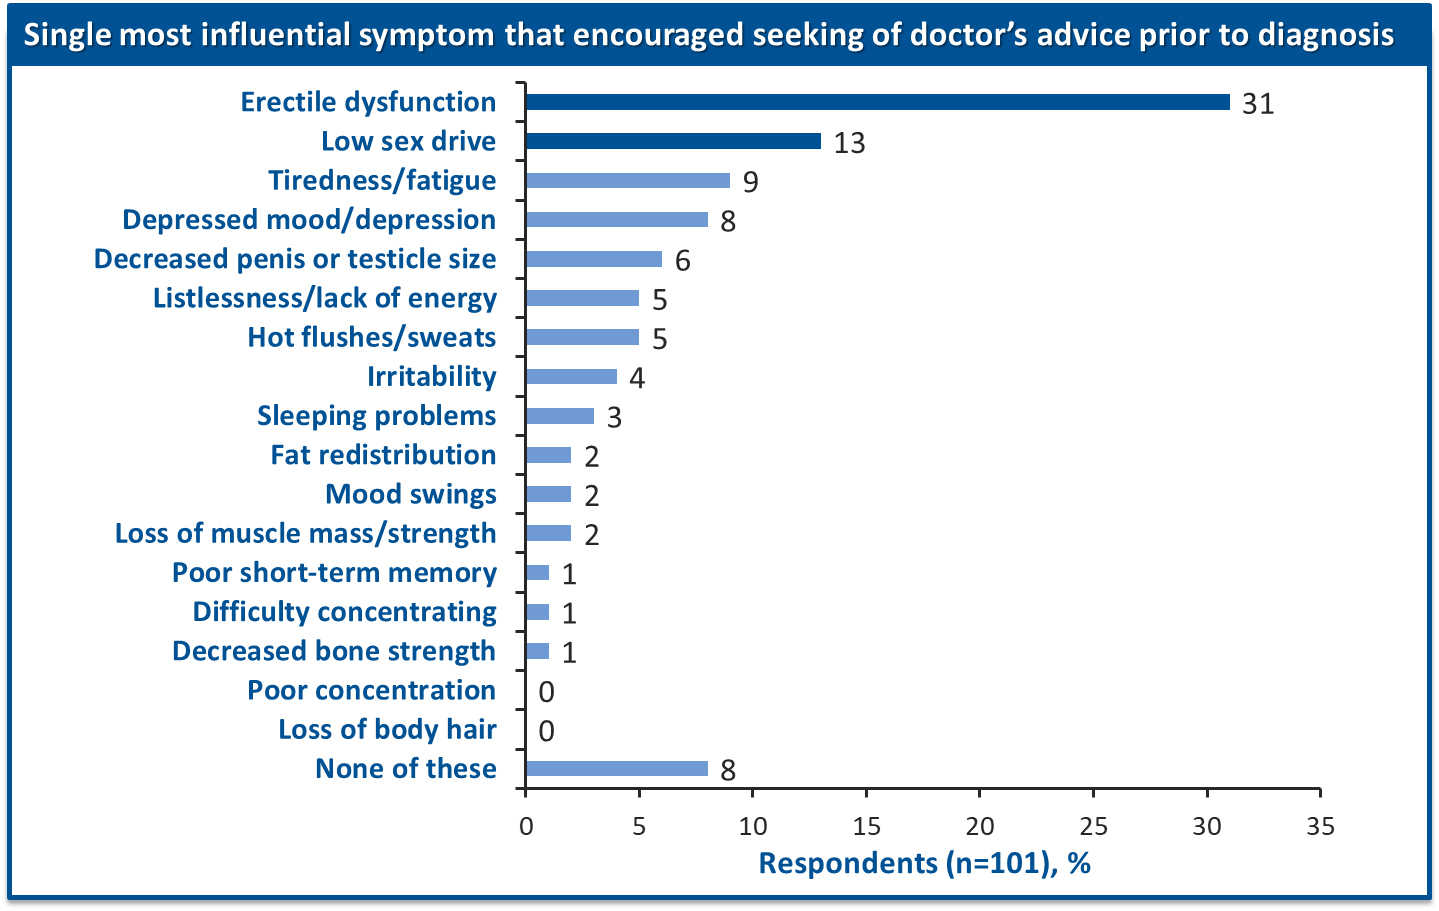 Single most influential symptom that encouraged seeking of doctor’s advice prior to diagnosis
Erectile dysfunction 31
Low sex drive 13
Tiredness/fatigue 9
Depressed mood/depression 8
Decreased penis or testicle size 6
Listlessness/lack of energy 5
Hot flushes/sweats 5
Irritability 4
Sleeping problems 3
Fat redistribution 2
Mood swings 2
Loss of muscle mass/strength 2
Poor short-term memory 1
Difficulty concentrating 1
Decreased bone strength 1
Poor concentration 0
Loss of body hair 0
None of these 8
0 5 10 15 20 25 30 35
Respondents (n=101), %